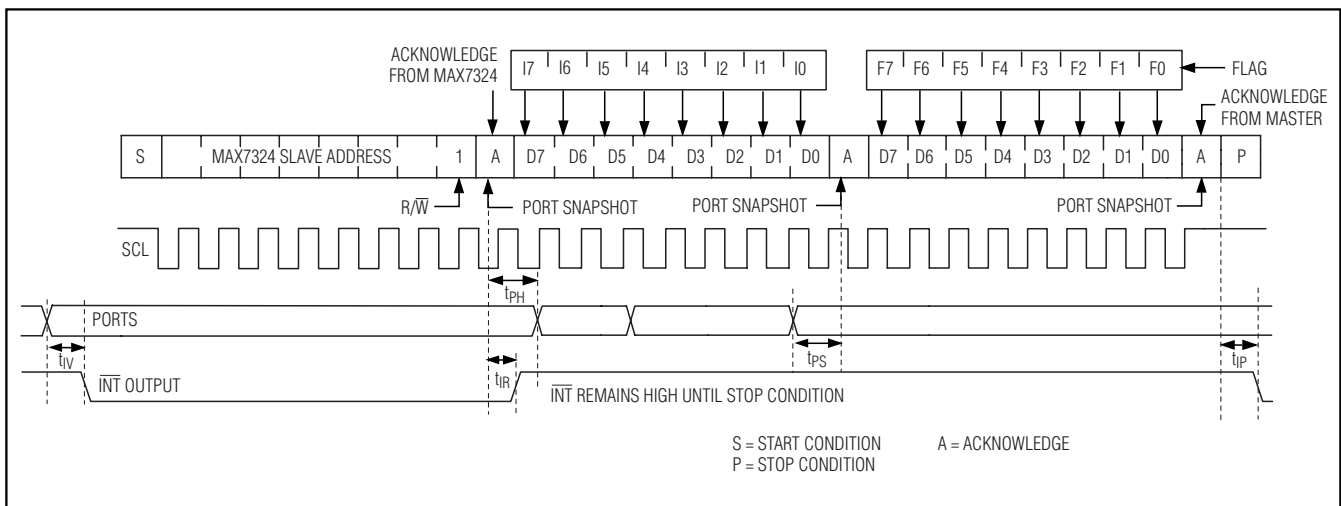 ACKNOWLEDGE
FROM MAX7324
I7 I6 I5 I4 I3 I2 I1 I0
F7 F6 F5 F4 F3 F2 F1 F0
FLAG
ACKNOWLEDGE
FROM MASTER
S MAX7324 SLAVE ADDRESS 1 A D7 D6 D5 D4 D3 D2 D1 D0 A D7 D6 D5 D4 D3 D2 D1 D0 A P
R/W̅ PORT SNAPSHOT PORT SNAPSHOT PORT SNAPSHOT
SCL
tPH
PORTS
tIV
tIR
tPS
tIP
I̅N̅T̅ OUTPUT
I̅N̅T̅ REMAINS HIGH UNTIL STOP CONDITION
S = START CONDITION A = ACKNOWLEDGE
P = STOP CONDITION